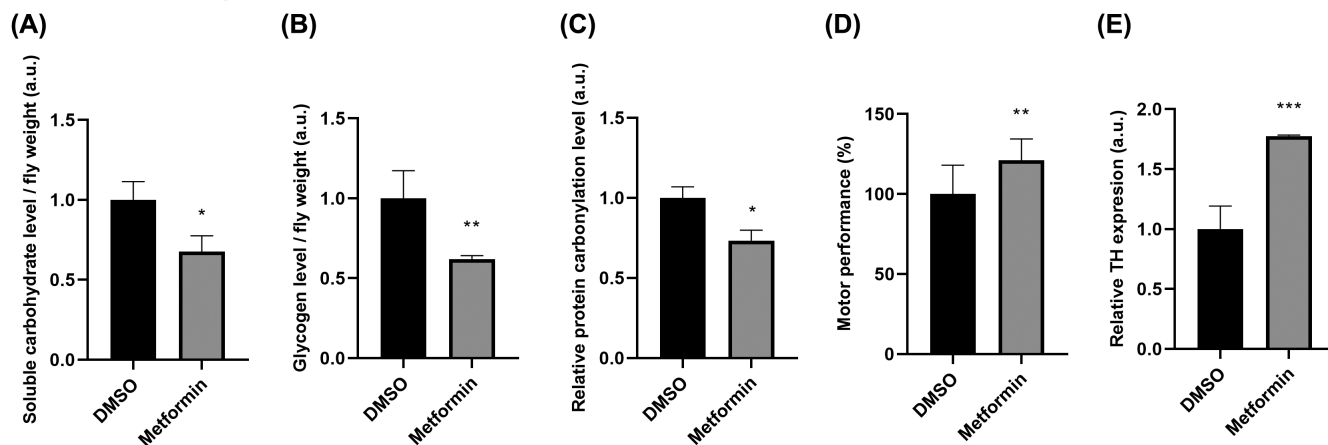 (A)
(B)
(C)
(D)
(E)
Soluble carbohydrate level / fly weight (a.u.)
1.5
1.0
0.5
0.0
*
DMSO
Metformin
Glycogen level / fly weight (a.u.)
1.5
1.0
0.5
0.0
**
DMSO
Metformin
Relative protein carbonylation level (a.u.)
1.5
1.0
0.5
0.0
*
DMSO
Metformin
Motor performance (%)
150
100
50
0
**
DMSO
Metformin
Relative TH expresion (a.u.)
2.0
1.5
1.0
0.5
0.0
***
DMSO
Metformin